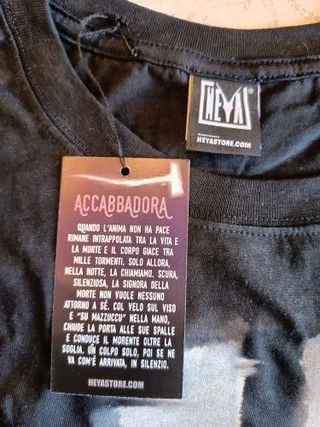 HEYA®
HEYASTORE.COM
ACCABBADORA
QUANDO L'ANIMA NON HA PACE
RIMANE INTRAPPOLATA TRA LA VITA E
LA MORTE E IL CORPO GIACE TRA
MILLE TORMENTI. SOLO ALLORA,
NELLA NOTTE, LA CHIAMIAMO. SCURA,
SILENZIOSA, LA SIGNORA DELLA
MORTE NON VUOLE NESSUNO
ATTORNO A SÉ. COL VELO SUL VISO
E "SU MAZZUCCU" NELLA MANO,
CHIUDE LA PORTA ALLE SUE SPALLE
E CONDUCE IL MORENTE OLTRE LA
SOGLIA. UN COLPO SOLO, POI SE NE
VA COM'È ARRIVATA, IN SILENZIO.
HEYASTORE.COM